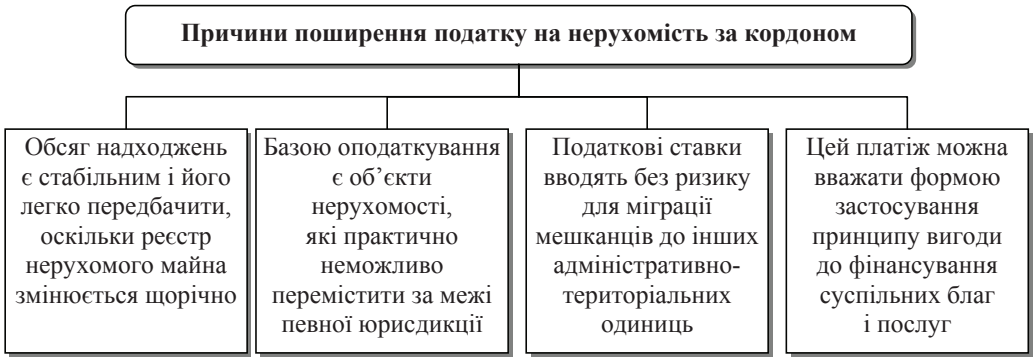 Причини поширення податку на нерухомість за кордоном
Обсяг надходжень
є стабільним і його
легко передбачити,
оскільки реєстр
нерухомого майна
змінюється щорічно
Базою оподаткування
є об’єкти
нерухомості,
які практично
неможливо
перемістити за межі
певної юрисдикції
Податкові ставки
вводять без ризику
для міграції
мешканців до інших
адміністративно-
територіальних
одиниць
Цей платіж можна
вважати формою
застосування
принципу вигоди
до фінансування
суспільних благ
і послуг